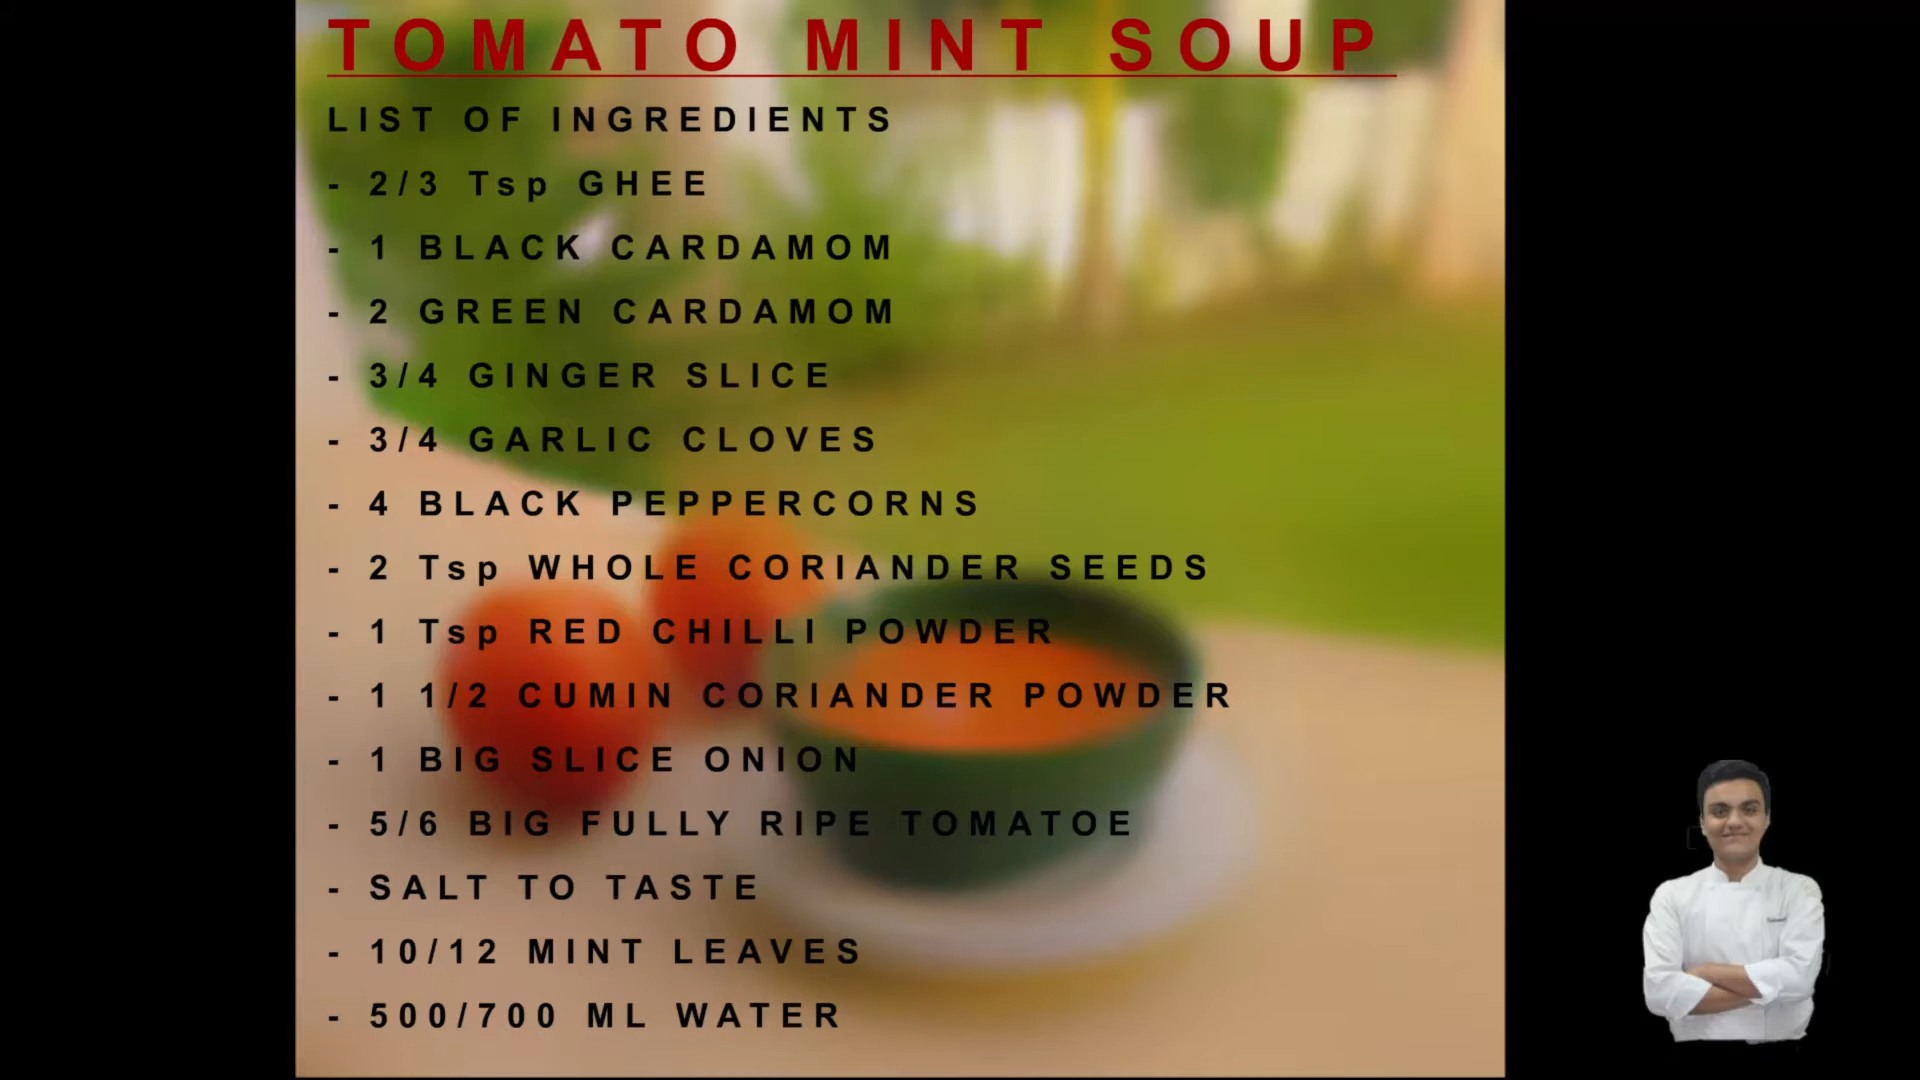 TOMATO MINT SOUP
LIST OF INGREDIENTS
- 2/3 Tsp GHEE
- 1 BLACK CARDAMOM
- 2 GREEN CARDAMOM
- 3/4 GINGER SLICE
- 3/4 GARLIC CLOVES
- 4 BLACK PEPPERCORNS
- 2 Tsp WHOLE CORIANDER SEEDS
- 1 Tsp RED CHILLI POWDER
- 1 1/2 CUMIN CORIANDER POWDER
- 1 BIG SLICE ONION
- 5/6 BIG FULLY RIPE TOMATOE
- SALT TO TASTE
- 10/12 MINT LEAVES
- 500/700 ML WATER